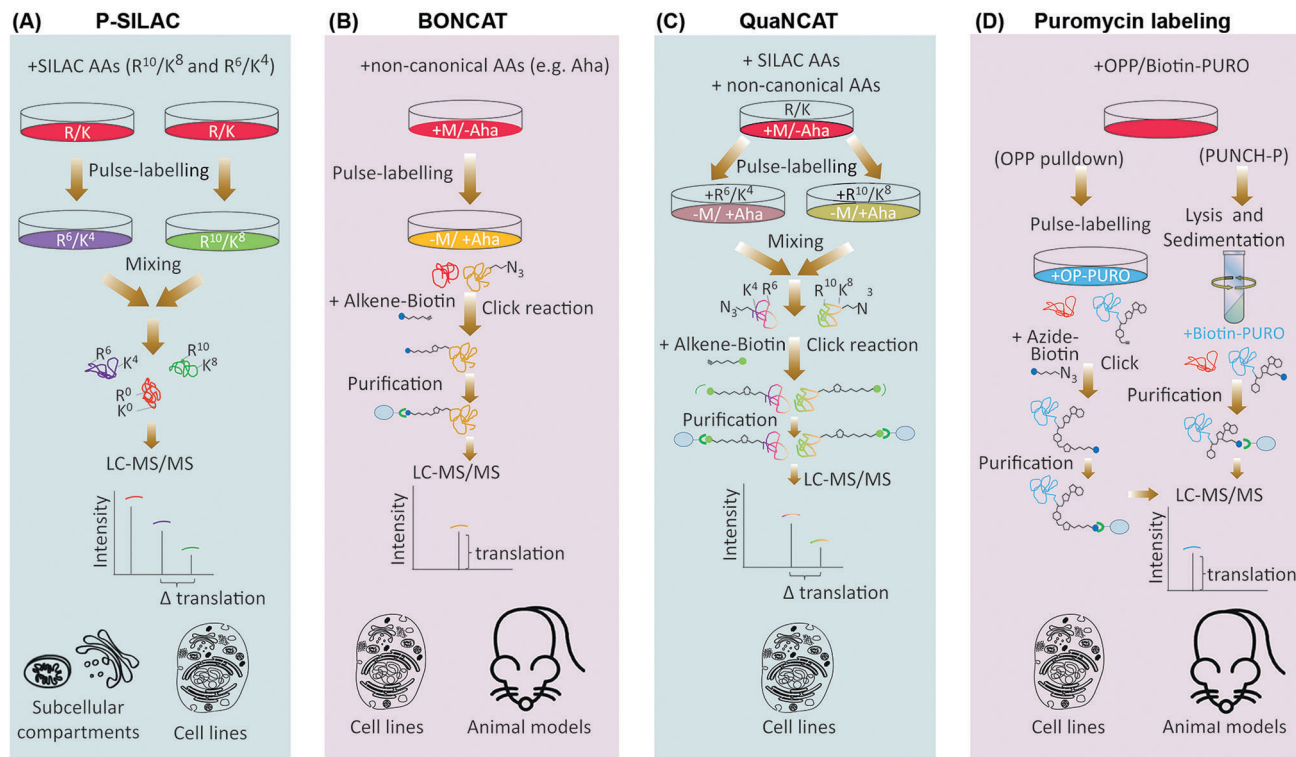 (A) P-SILAC
+SILAC AAs (R¹⁰/K⁸ and R⁶/K⁴)
R/K R/K
Pulse-labelling
R⁶/K⁴ R¹⁰/K⁸
Mixing
R⁶ K⁴ R¹⁰ K⁸
R⁰
K⁰
LC-MS/MS
Intensity
Δ translation
Subcellular
compartments
Cell lines
(B) BONCAT
+non-canonical AAs (e.g. Aha)
+M/-Aha
Pulse-labelling
-M/ +Aha
N₃
+ Alkene-Biotin
Click reaction
Purification
LC-MS/MS
Intensity
translation
Cell lines
Animal models
(C) QuaNCAT
+ SILAC AAs
+ non-canonical AAs
R/K
+M/-Aha
Pulse-labelling
+R⁶/K⁴ +R¹⁰/K⁸
-M/ +Aha -M/+Aha
Mixing
K⁴ R⁶ R¹⁰ K⁸ ³
N₃ N
+ Alkene-Biotin
Click reaction
Purification
LC-MS/MS
Intensity
Δ translation
Cell lines
(D) Puromycin labeling
+OPP/Biotin-PURO
(OPP pulldown) (PUNCH-P)
Pulse-labelling
+OP-PURO
+ Azide-
Biotin
N₃
Click
Purification
Lysis and
Sedimentation
+Biotin-PURO
Purification
LC-MS/MS
Intensity
translation
Cell lines
Animal models